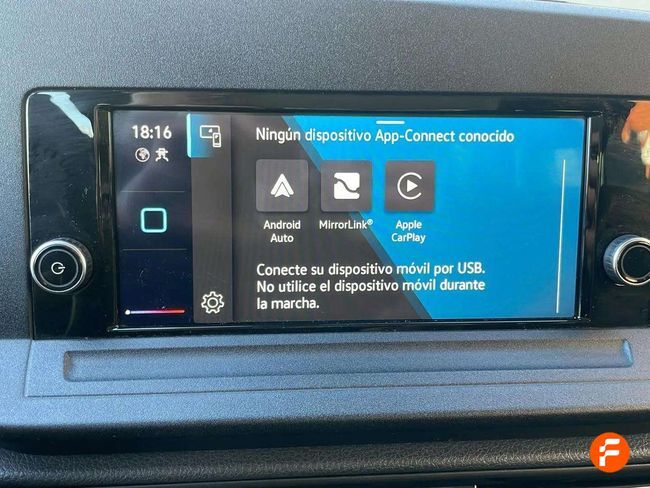 18:16
Ningún dispositivo App-Connect conocido
Android
Auto
MirrorLink®
Apple
CarPlay
Conecte su dispositivo móvil por USB.
No utilice el dispositivo móvil durante
la marcha.